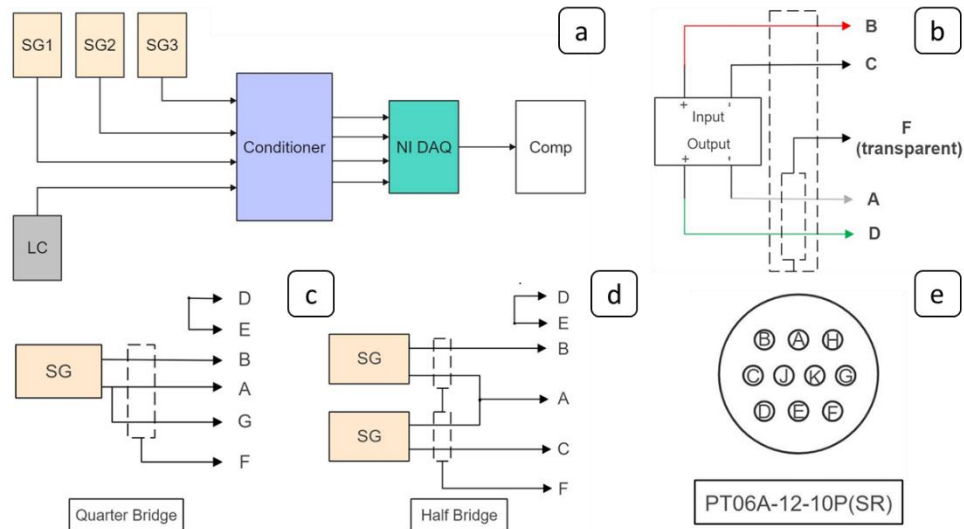 a
SG1 SG2 SG3
Conditioner
NI DAQ
Comp
LC
b
B
C
+ -
Input
Output
+ -
F
(transparent)
A
D
c
D
E
SG
B
A
G
F
Quarter Bridge
d
D
E
SG
B
A
SG
C
F
Half Bridge
e
B A H
C J K G
D E F
PT06A-12-10P(SR)